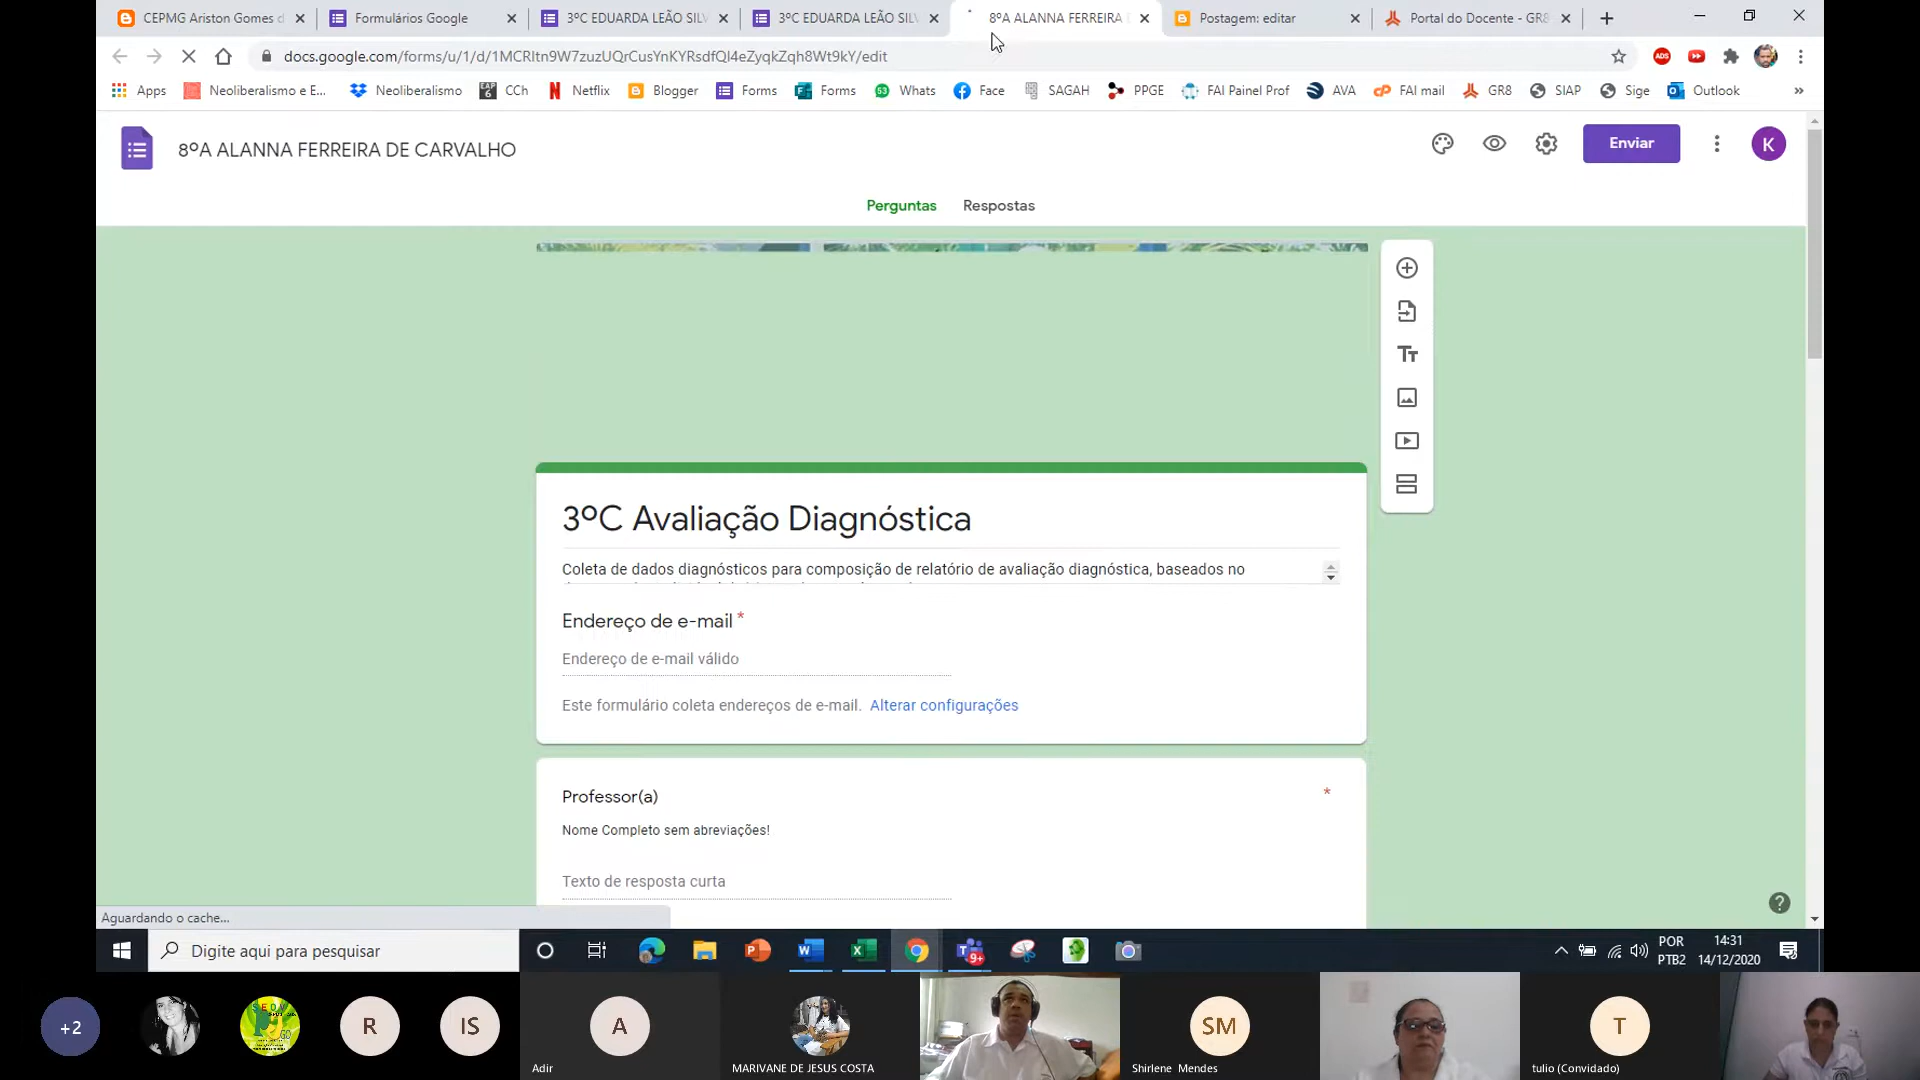 CEPMG Ariston Gomes d
Formulários Google
3ºC EDUARDA LEÃO SILV
3ºC EDUARDA LEÃO SILV
8ºA ALANNA FERREIRA
Postagem: editar
Portal do Docente - GR8
docs.google.com/forms/u/1/d/1MCRItn9W7zuzUQrCusYnKYRsdfQI4eZyqkZqh8Wt9kY/edit
Apps
Neoliberalismo e E...
Neoliberalismo
CCh
Netflix
Blogger
Forms
Forms
Whats
Face
SAGAH
PPGE
FAI Painel Prof
AVA
FAI mail
GR8
SIAP
Sige
Outlook
8ºA ALANNA FERREIRA DE CARVALHO
Enviar
K
Perguntas
Respostas
3ºC Avaliação Diagnóstica
Coleta de dados diagnósticos para composição de relatório de avaliação diagnóstica, baseados no
Endereço de e-mail *
Endereço de e-mail válido
Este formulário coleta endereços de e-mail. Alterar configurações
Professor(a) *
Nome Completo sem abreviações!
Texto de resposta curta
Aguardando o cache...
Digite aqui para pesquisar
9+
POR
PTB2
14:31
14/12/2020
+2
R
IS
A
Adir
MARIVANE DE JESUS COSTA
SM
Shirlene Mendes
T
tulio (Convidado)